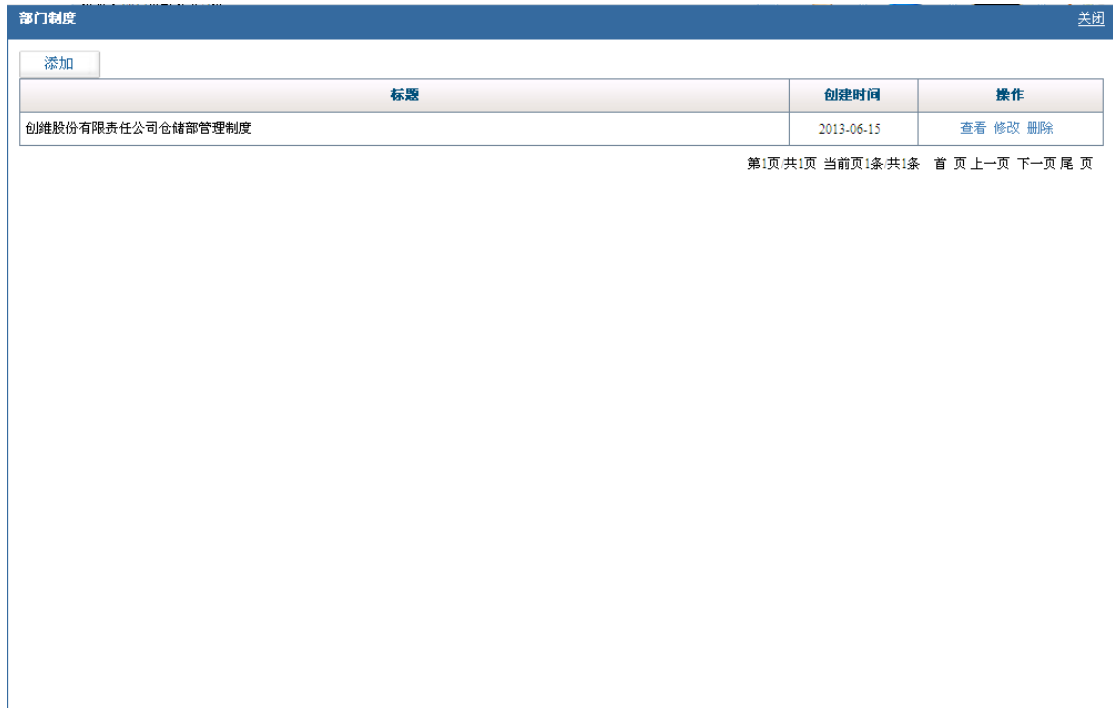 部门制度 关闭
添加
标题 创建时间 操作
创维股份有限责任公司仓储部管理制度 2013-06-15 查看 修改 删除
第1页/共1页 当前页1条/共1条 首 页 上一页 下一页 尾 页